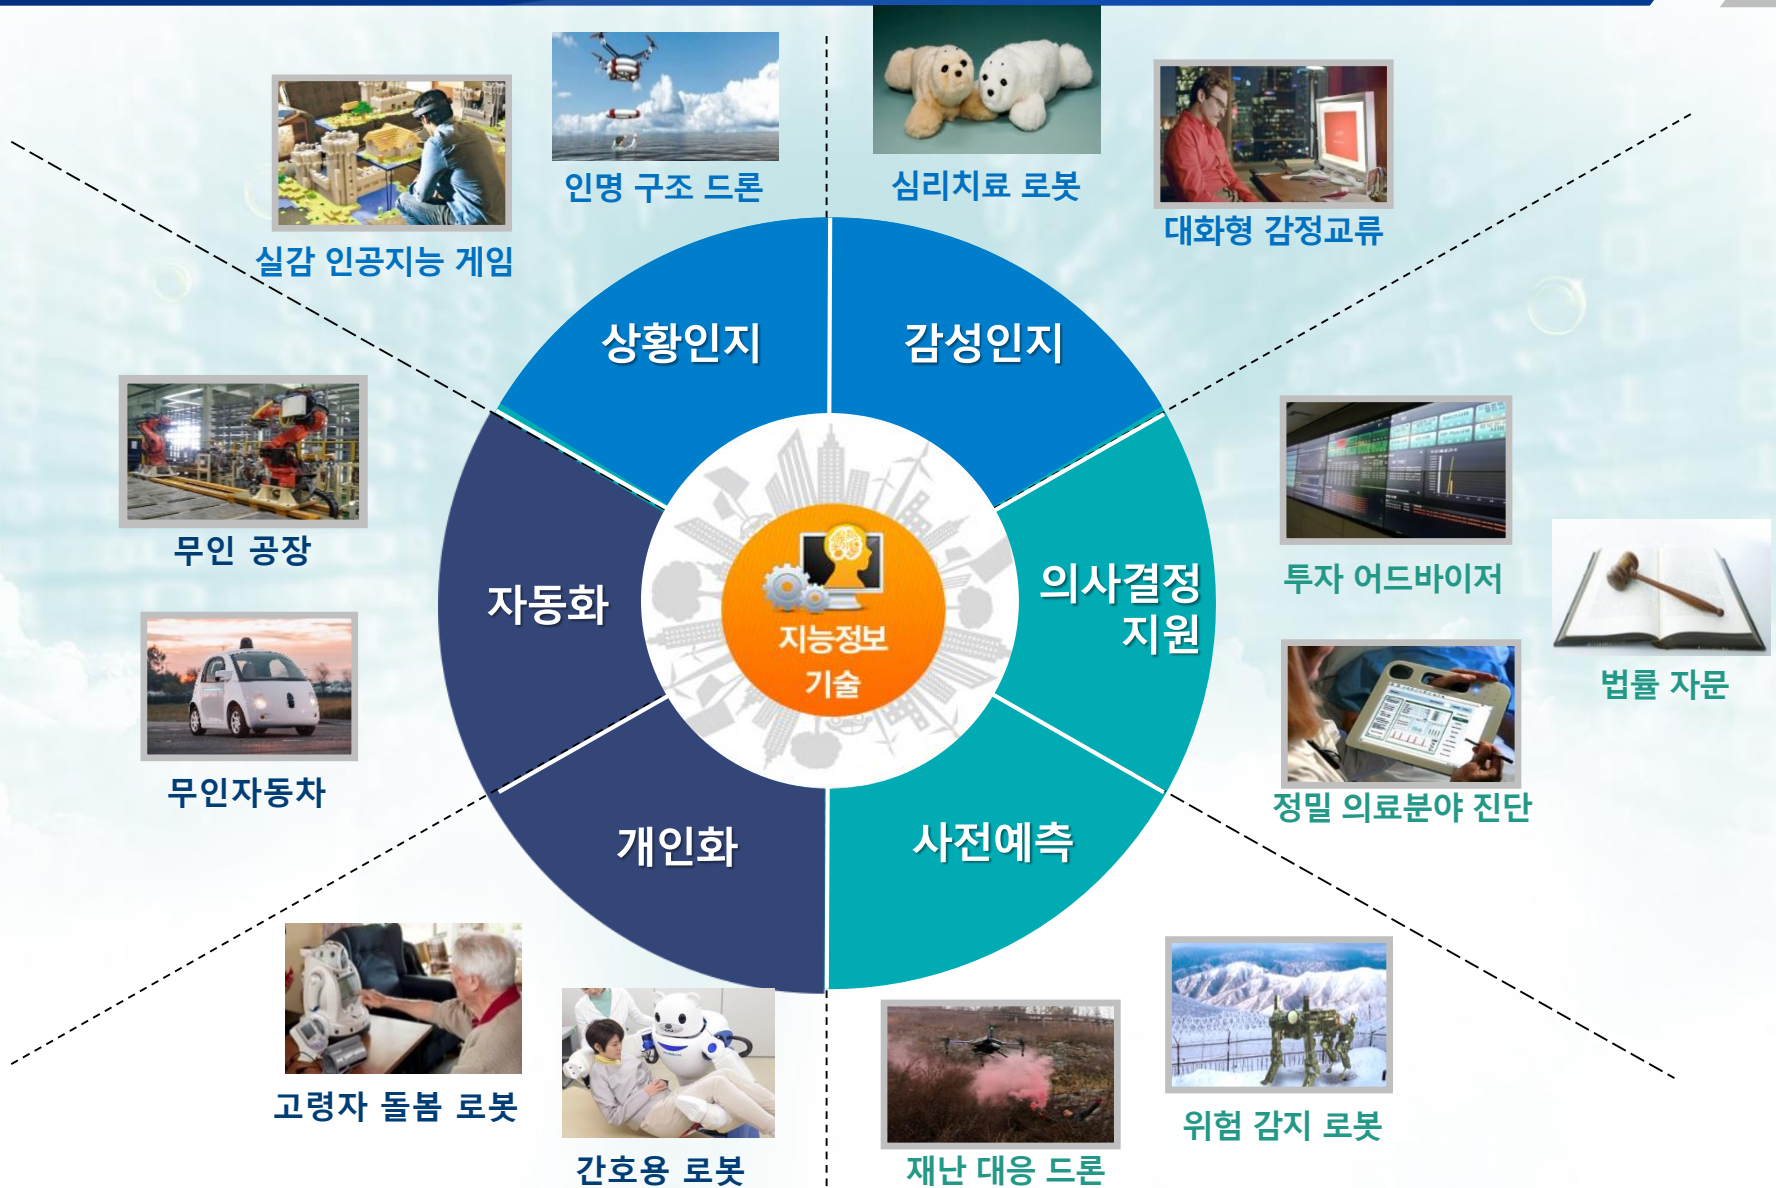 인명 구조 드론
심리치료 로봇
실감 인공지능 게임
대화형 감정교류
상황인지
감성인지
무인 공장
투자 어드바이저
자동화
의사결정
지원
지능정보
기술
법률 자문
무인자동차
정밀 의료분야 진단
개인화
사전예측
고령자 돌봄 로봇
위험 감지 로봇
간호용 로봇
재난 대응 드론